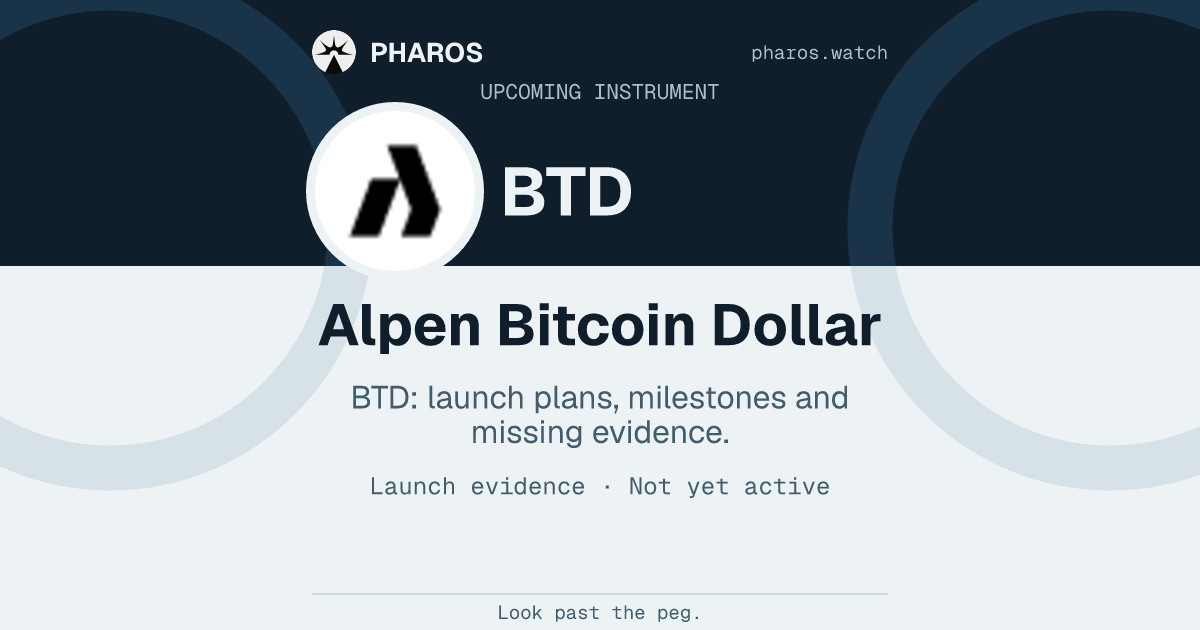 PHAROS
pharos.watch
UPCOMING INSTRUMENT
BTD
Alpen Bitcoin Dollar
BTD: launch plans, milestones and
missing evidence.
Launch evidence · Not yet active
Look past the peg.